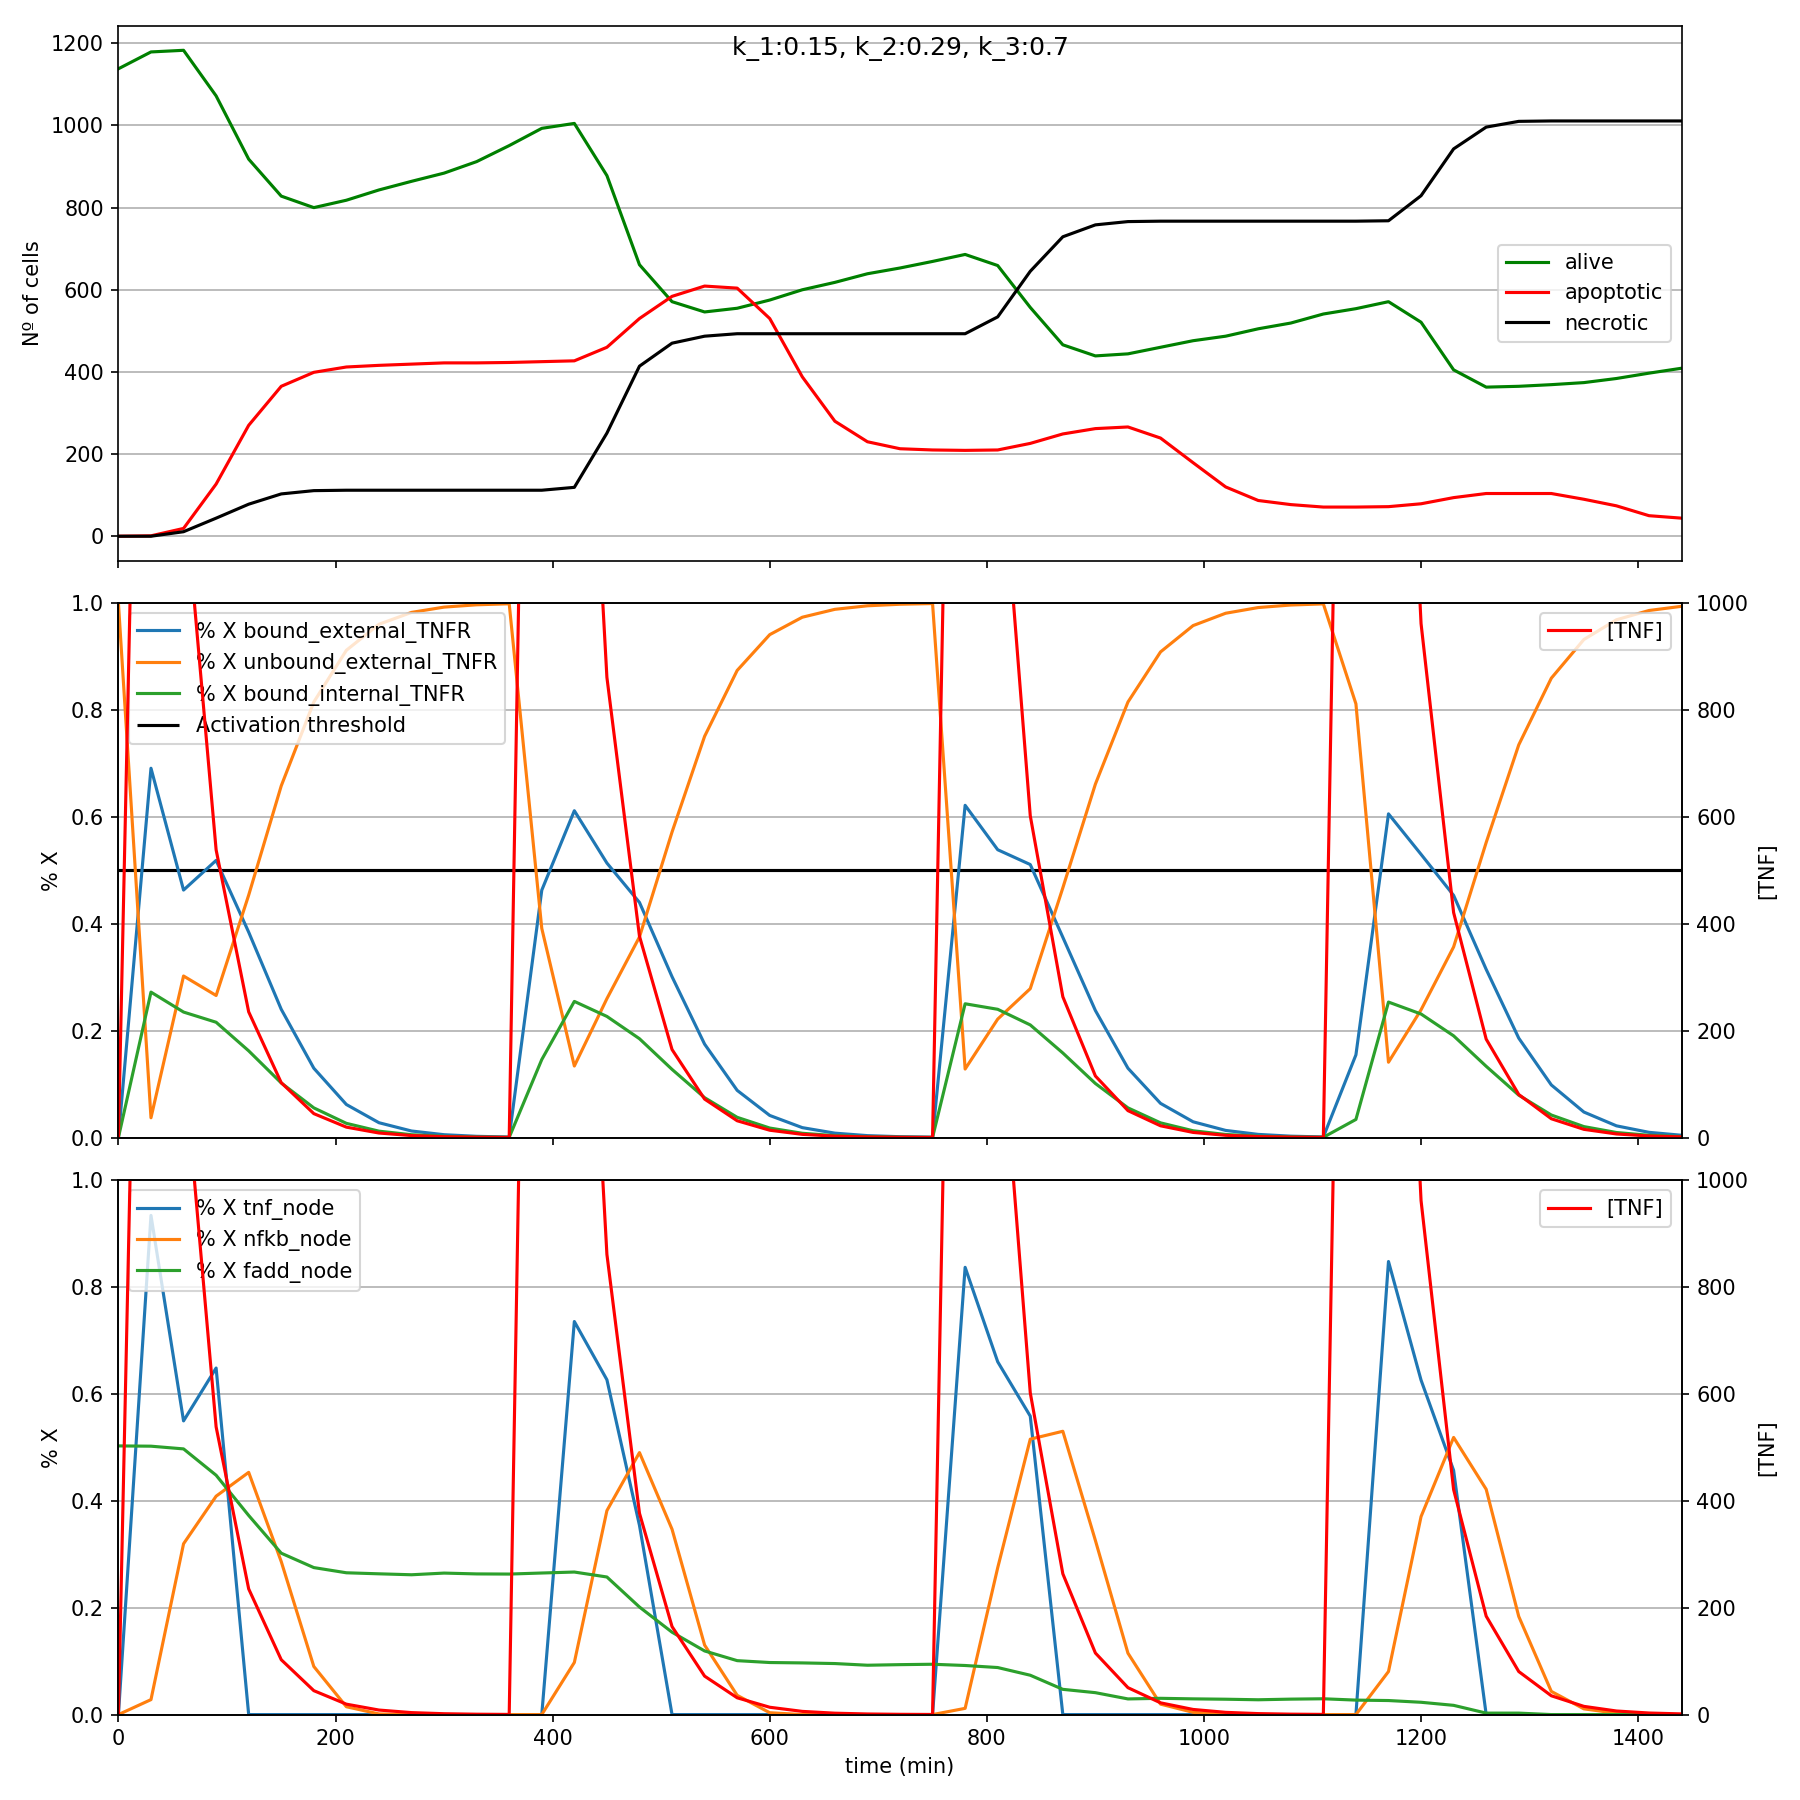 k_1:0.15, k_2:0.29, k_3:0.7
1200
1000
800
600
400
200
0
Nº of cells
alive
apoptotic
necrotic
1.0
0.8
0.6
0.4
0.2
0.0
% X
% X bound_external_TNFR
% X unbound_external_TNFR
% X bound_internal_TNFR
Activation threshold
[TNF]
1000
800
600
400
200
0
[TNF]
1.0
0.8
0.6
0.4
0.2
0.0
% X
% X tnf_node
% X nfkb_node
% X fadd_node
[TNF]
1000
800
600
400
200
0
[TNF]
0 200 400 600 800 1000 1200 1400
time (min)